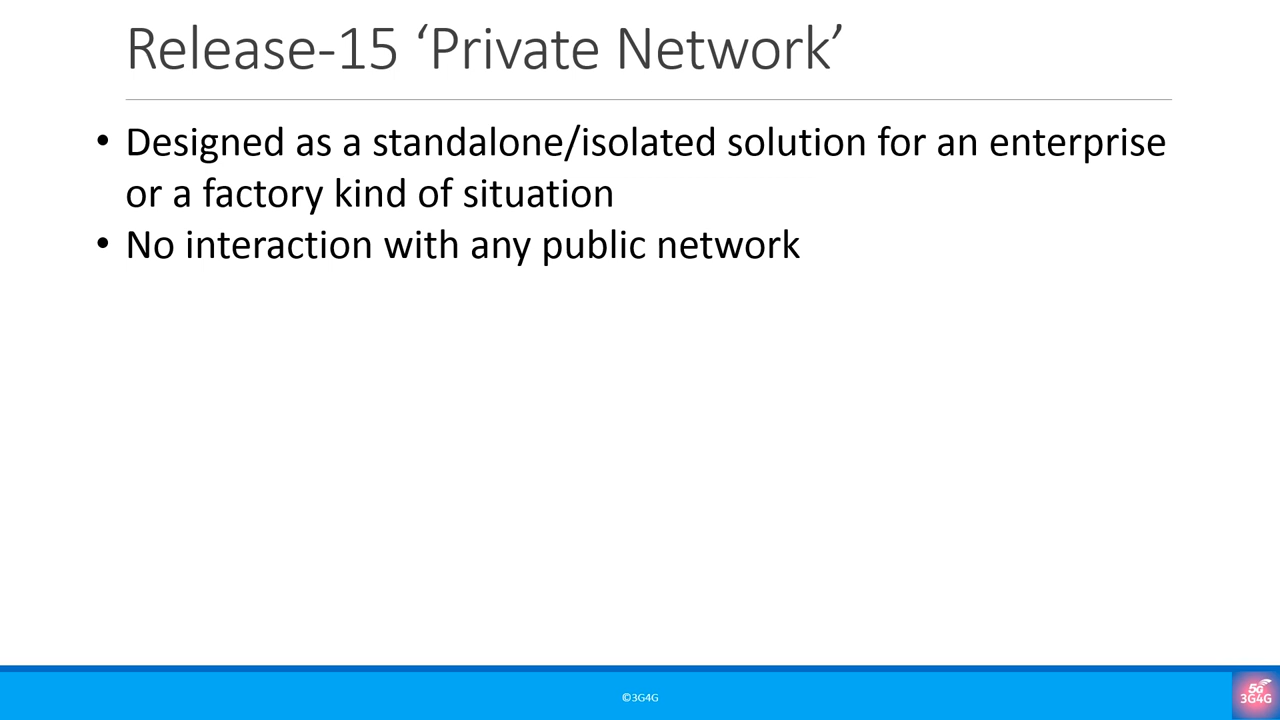 Release-15 ‘Private Network’
• Designed as a standalone/isolated solution for an enterprise
or a factory kind of situation
• No interaction with any public network
©3G4G
5G
3G4G